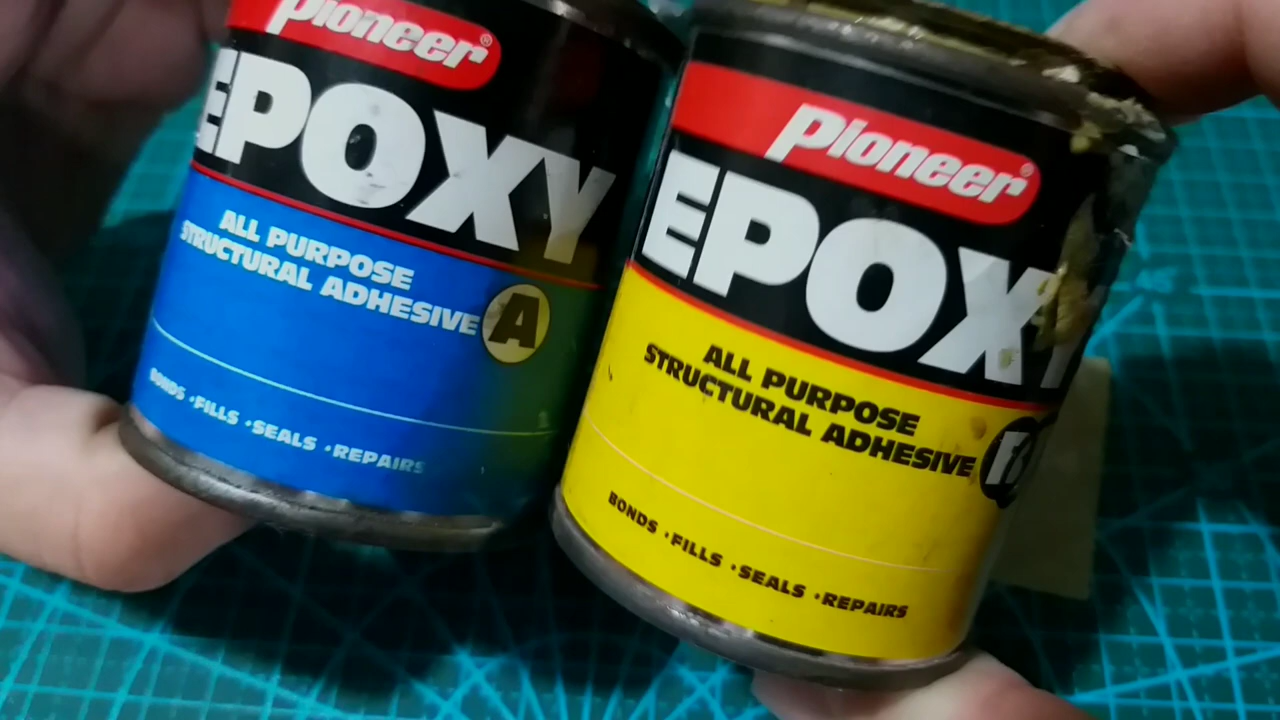 Pioneer®
EPOXY
ALL PURPOSE
STRUCTURAL ADHESIVE A
BONDS •FILLS •SEALS •REPAIRS
Pioneer®
EPOXY
ALL PURPOSE
STRUCTURAL ADHESIVE B
BONDS •FILLS •SEALS •REPAIRS